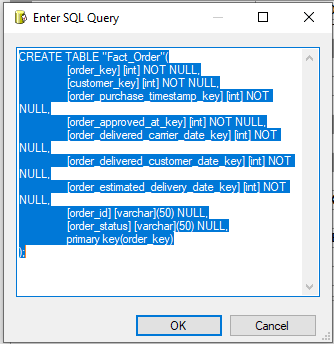 Enter SQL Query
CREATE TABLE "Fact_Order"(
[order_key] [int] NOT NULL,
[customer_key] [int] NOT NULL,
[order_purchase_timestamp_key] [int] NOT
NULL,
[order_approved_at_key] [int] NOT NULL,
[order_delivered_carrier_date_key] [int] NOT
NULL,
[order_delivered_customer_date_key] [int] NOT
NULL,
[order_estimated_delivery_date_key] [int] NOT
NULL,
[order_id] [varchar](50) NULL,
[order_status] [varchar](50) NULL,
primary key(order_key)
);
OK
Cancel